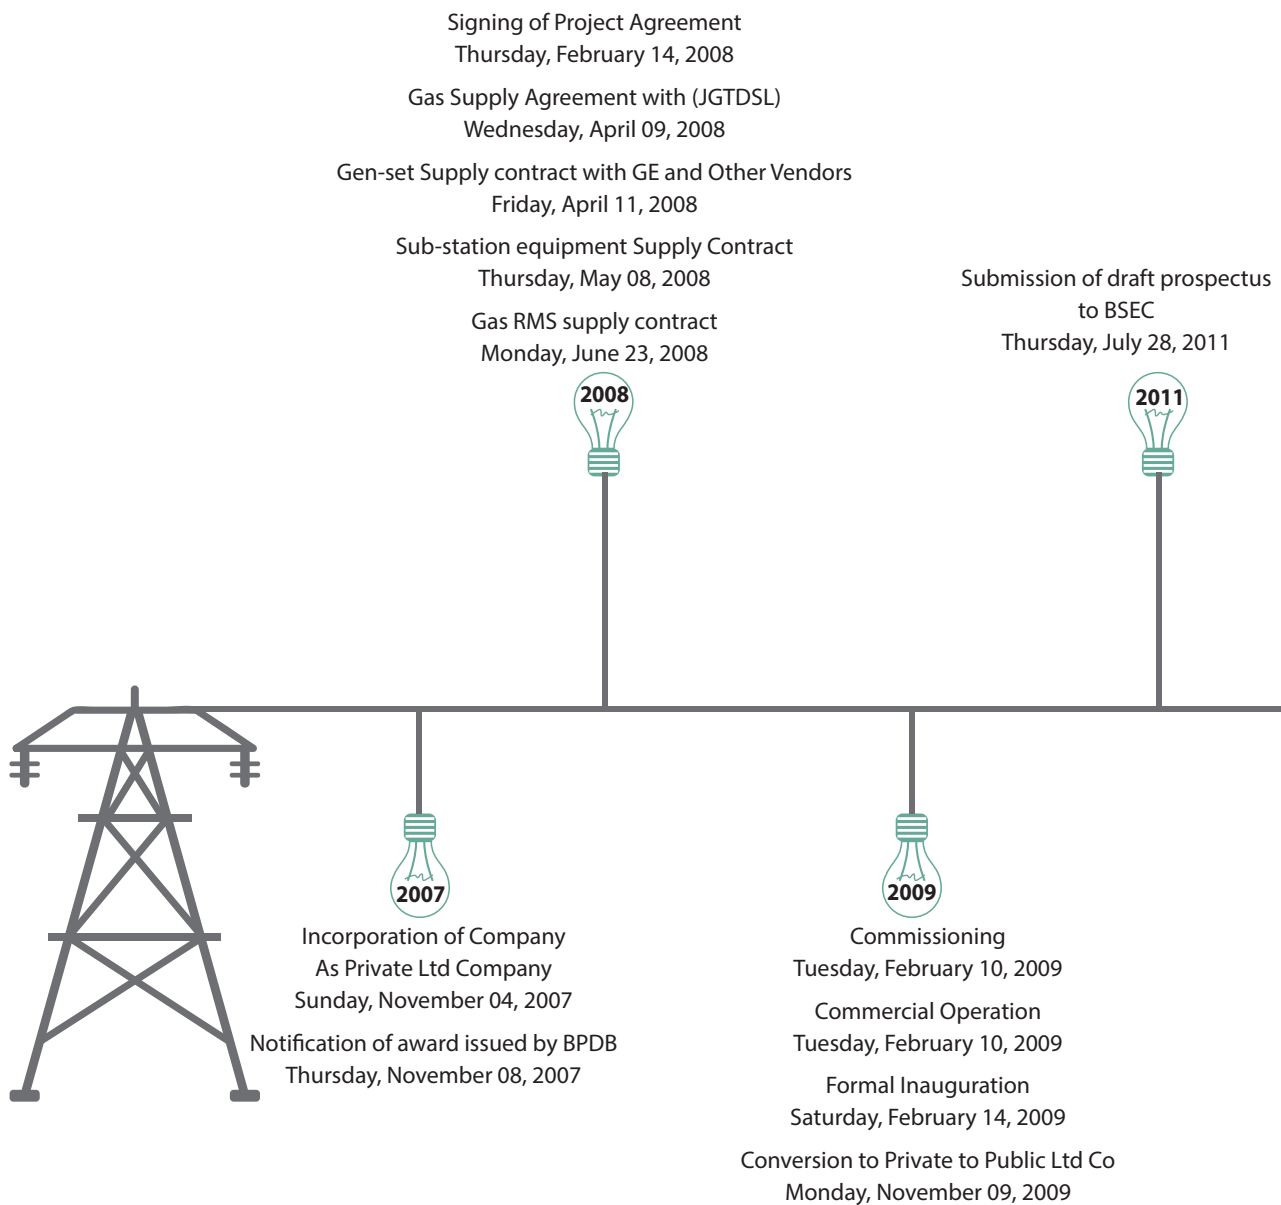 Signing of Project Agreement
Thursday, February 14, 2008
Gas Supply Agreement with (JGTDSL)
Wednesday, April 09, 2008
Gen-set Supply contract with GE and Other Vendors
Friday, April 11, 2008
Sub-station equipment Supply Contract
Thursday, May 08, 2008
Gas RMS supply contract
Monday, June 23, 2008
2008
Submission of draft prospectus
to BSEC
Thursday, July 28, 2011
2011
2007
Incorporation of Company
As Private Ltd Company
Sunday, November 04, 2007
Notification of award issued by BPDB
Thursday, November 08, 2007
2009
Commissioning
Tuesday, February 10, 2009
Commercial Operation
Tuesday, February 10, 2009
Formal Inauguration
Saturday, February 14, 2009
Conversion to Private to Public Ltd Co
Monday, November 09, 2009